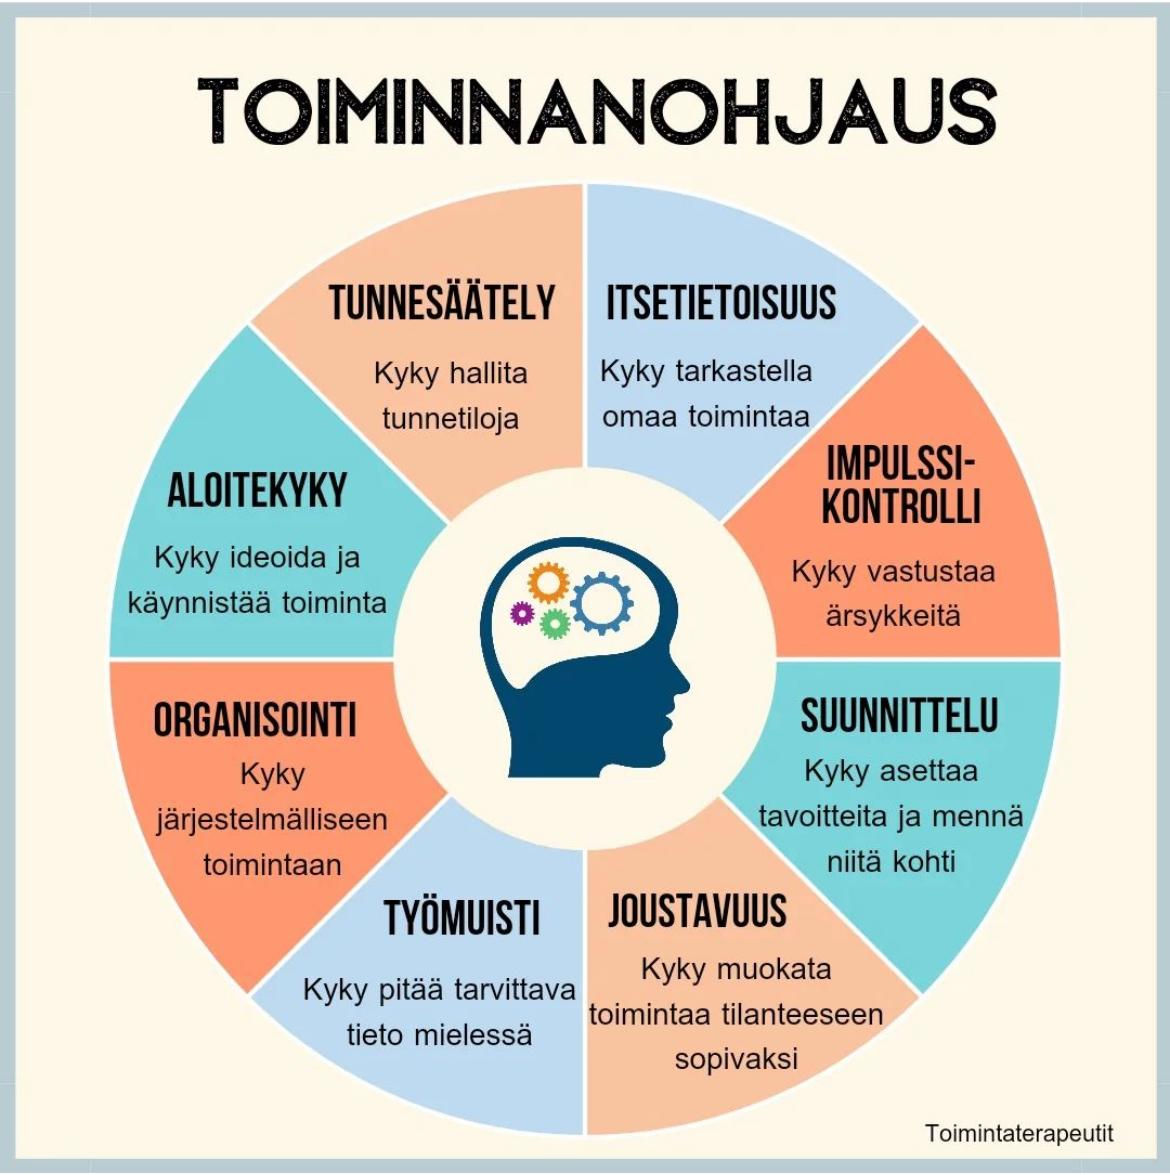 TOIMINNANOHJAUS
TUNNESÄÄTELY
Kyky hallita
tunnetiloja
ITSETIETOISUUS
Kyky tarkastella
omaa toimintaa
IMPULSSI-
KONTROLLI
Kyky vastustaa
ärsykkeitä
SUUNNITTELU
Kyky asettaa
tavoitteita ja mennä
niitä kohti
JOUSTAVUUS
Kyky muokata
toimintaa tilanteeseen
sopivaksi
TYÖMUISTI
Kyky pitää tarvittava
tieto mielessä
ORGANISOINTI
Kyky
järjestelmälliseen
toimintaan
ALOITEKYKY
Kyky ideoida ja
käynnistää toiminta
Toimintaterapeutit